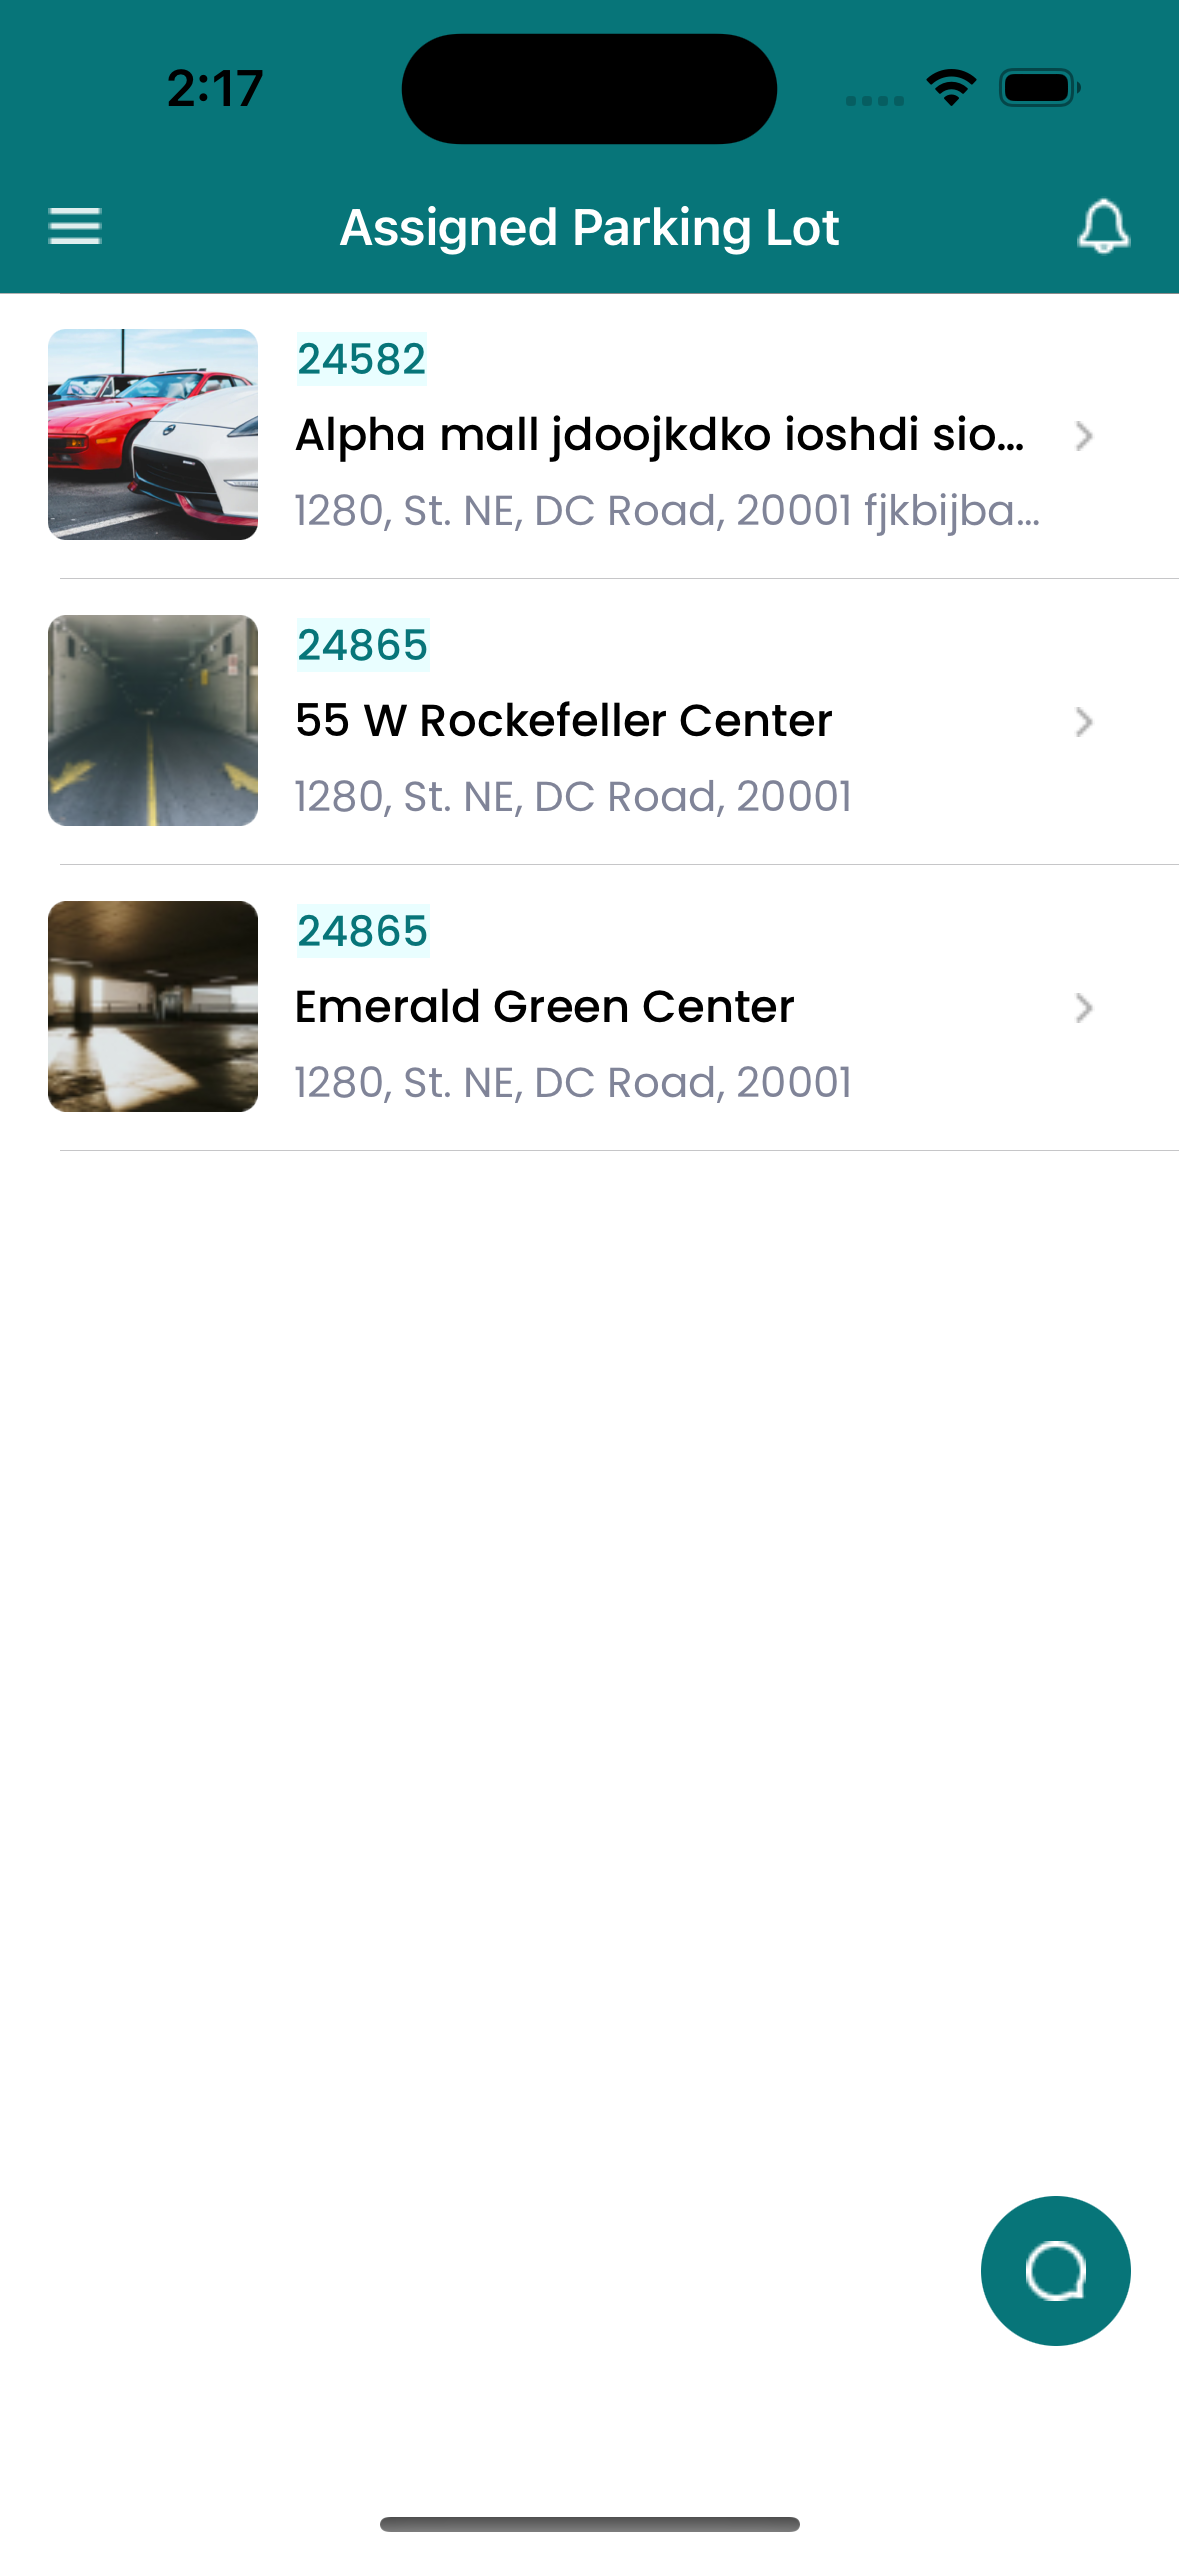 2:17
Assigned Parking Lot
24582
Alpha mall jdoojkdko ioshdi sio...
1280, St. NE, DC Road, 20001 fjkbijba...
24865
55 W Rockefeller Center
1280, St. NE, DC Road, 20001
24865
Emerald Green Center
1280, St. NE, DC Road, 20001